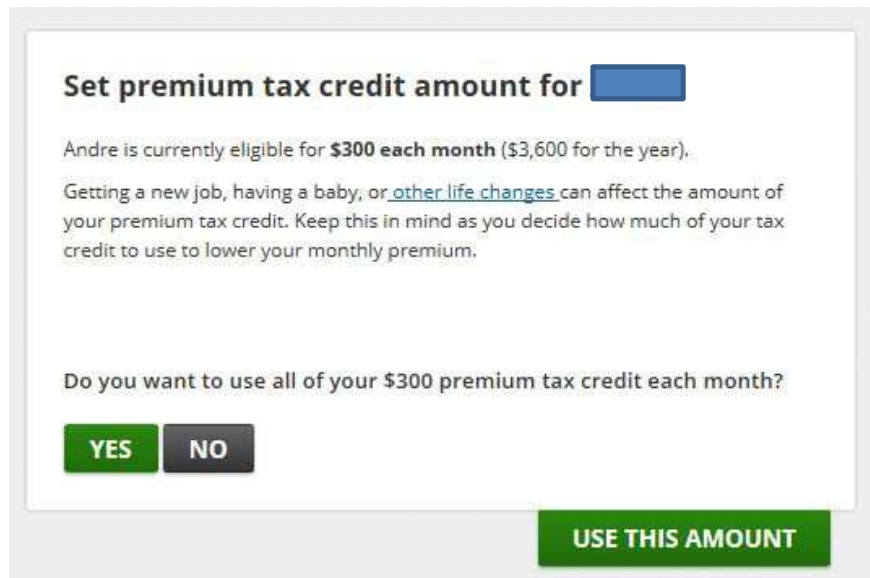 Set premium tax credit amount for
Andre is currently eligible for $300 each month ($3,600 for the year).
Getting a new job, having a baby, or other life changes can affect the amount of
your premium tax credit. Keep this in mind as you decide how much of your tax
credit to use to lower your monthly premium.
Do you want to use all of your $300 premium tax credit each month?
YES NO
USE THIS AMOUNT